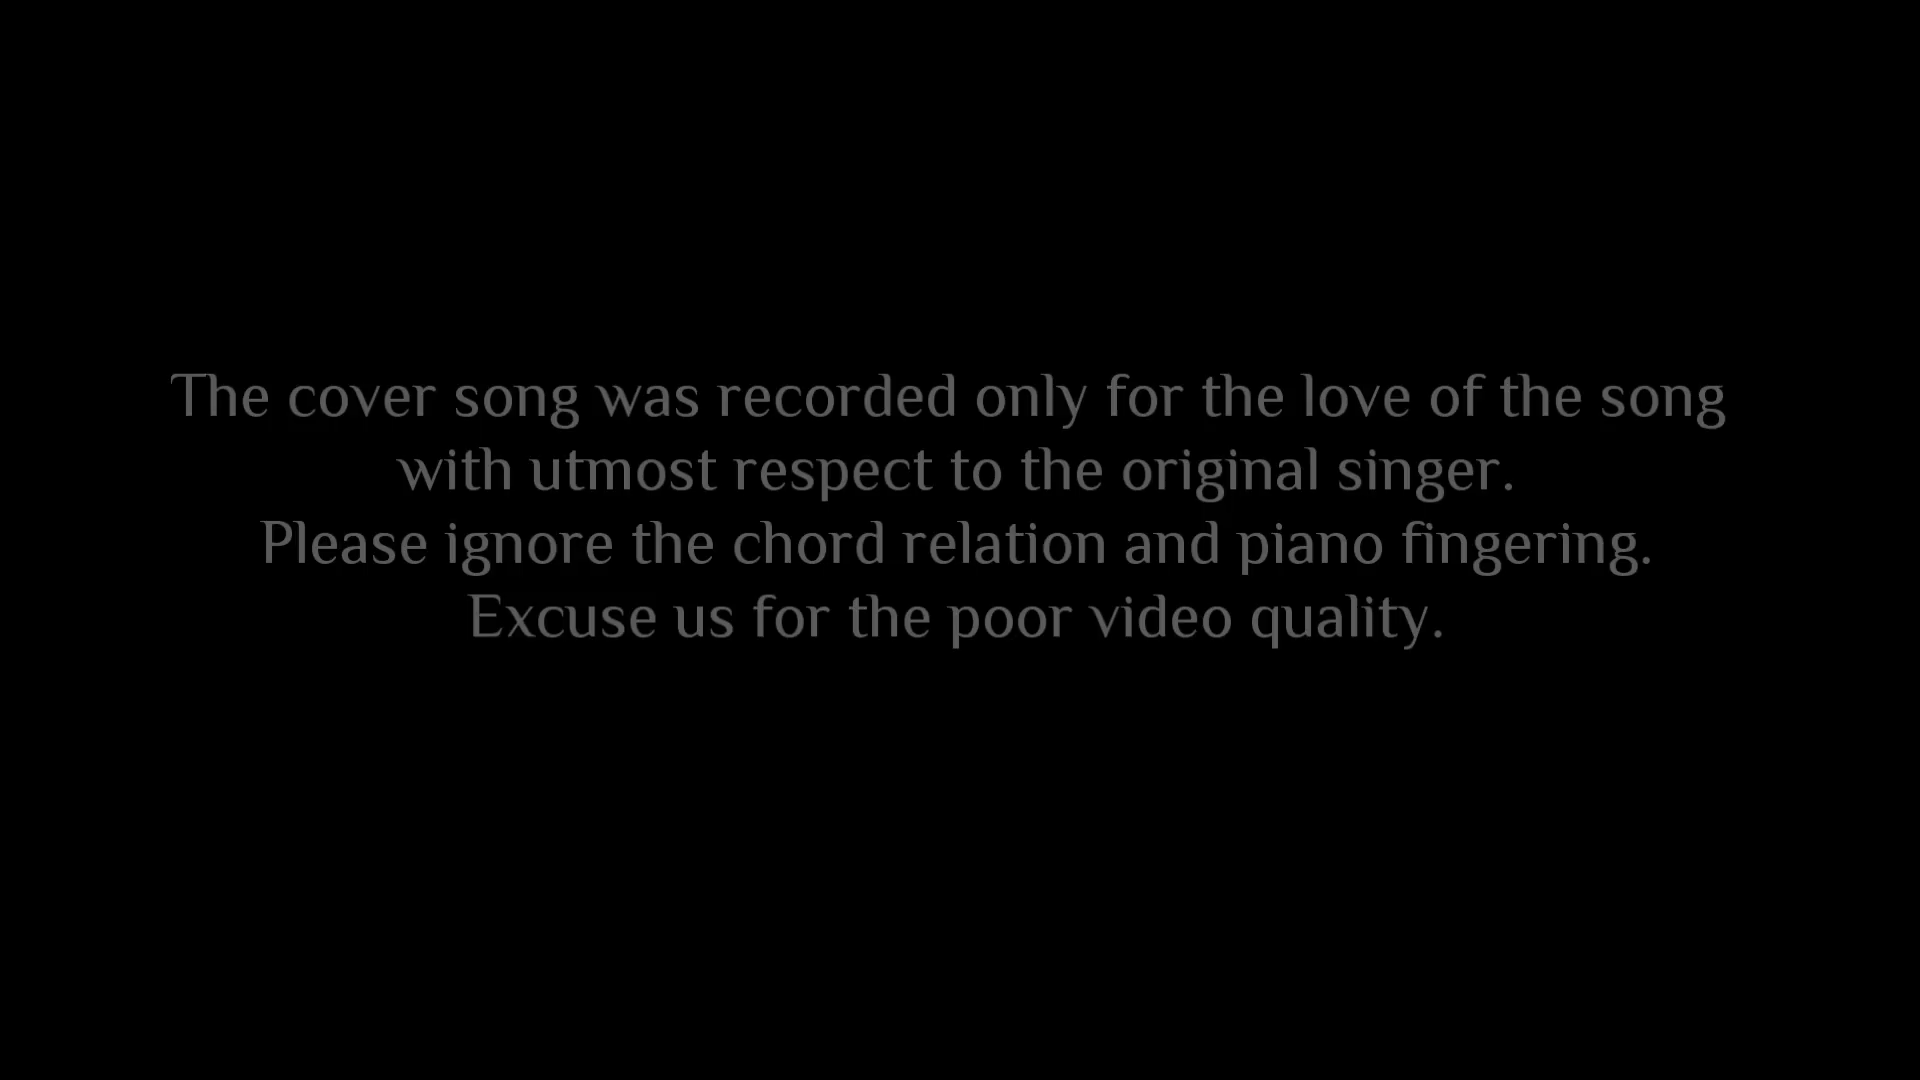 The cover song was recorded only for the love of the song
with utmost respect to the original singer.
Please ignore the chord relation and piano fingering.
Excuse us for the poor video quality.